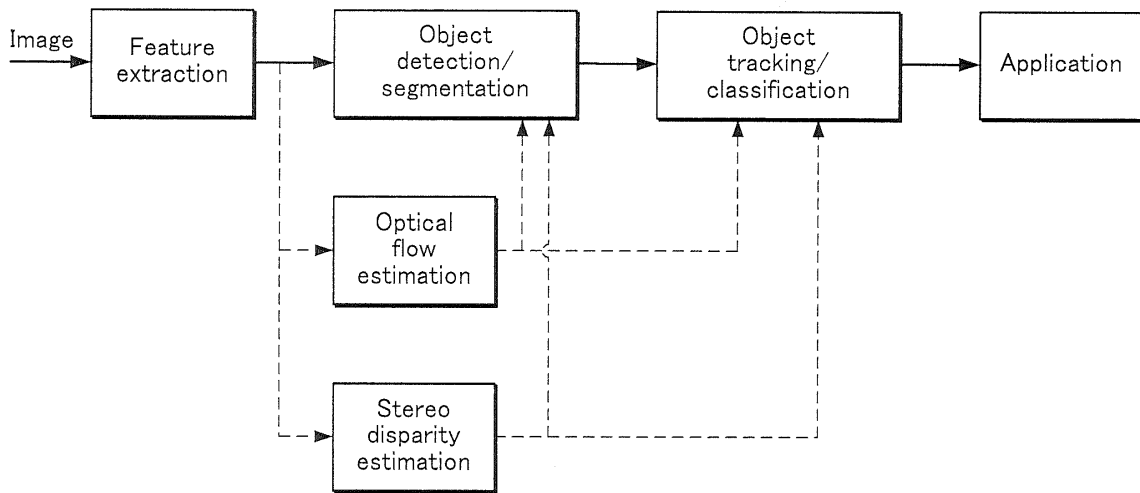 Image
Feature
extraction
Object
detection/
segmentation
Object
tracking/
classification
Application
Optical
flow
estimation
Stereo
disparity
estimation